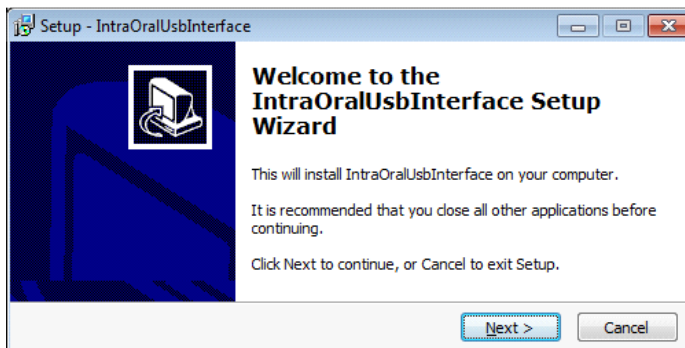 Setup - IntraOralUsbInterface
Welcome to the
IntraOralUsbInterface Setup
Wizard
This will install IntraOralUsbInterface on your computer.
It is recommended that you close all other applications before
continuing.
Click Next to continue, or Cancel to exit Setup.
Next >
Cancel